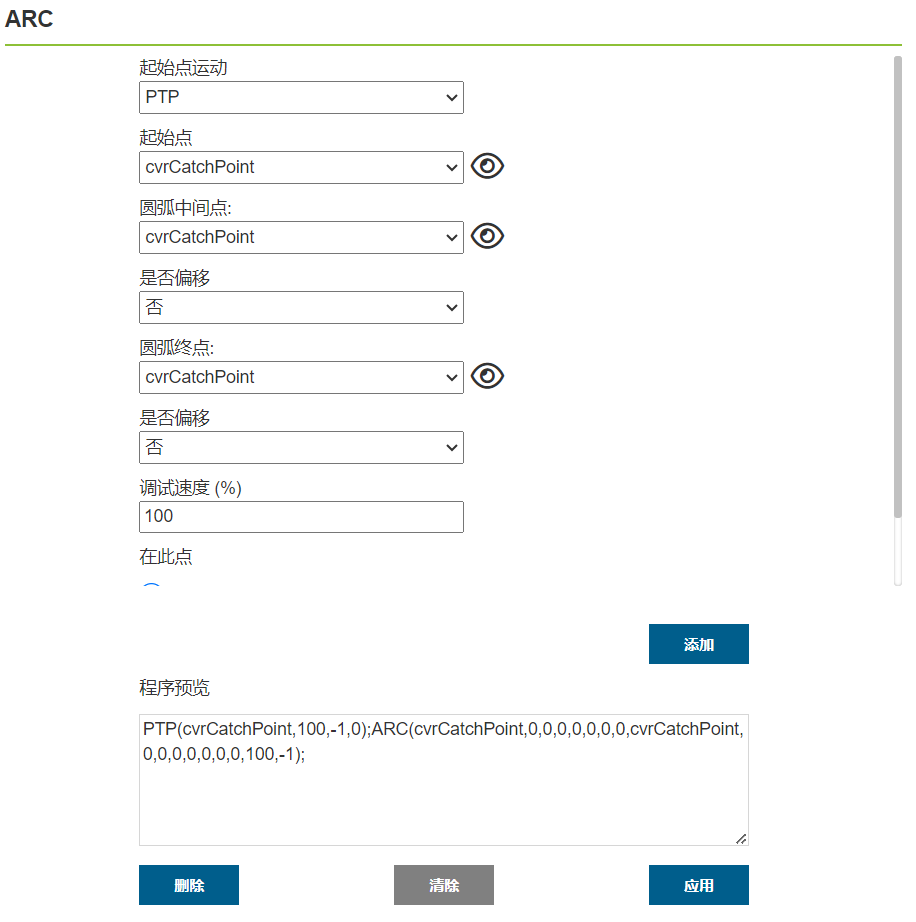 ARC
起始点运动
PTP
起始点
cvrCatchPoint
圆弧中间点:
cvrCatchPoint
是否偏移
否
圆弧终点:
cvrCatchPoint
是否偏移
否
调试速度 (%)
100
在此点
添加
程序预览
PTP(cvrCatchPoint,100,-1,0);ARC(cvrCatchPoint,0,0,0,0,0,0,0,cvrCatchPoint,
0,0,0,0,0,0,0,100,-1);
删除
清除
应用